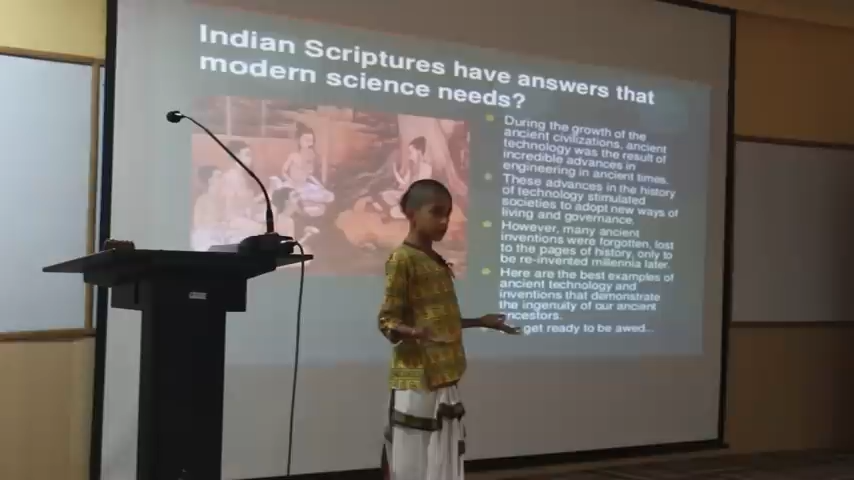 Indian Scriptures have answers that
modern science needs?
During the growth of the
ancient civilizations, ancient
technology was the result of
incredible advances in
engineering in ancient times.
These advances in the history
of technology stimulated
societies to adopt new ways of
living and governance.
However, many ancient
inventions were forgotten, lost
to the pages of history, only to
be re-invented millennia later.
Here are the best examples of
ancient technology and
inventions that demonstrate
the ingenuity of our ancient
ancestors.
get ready to be awed...